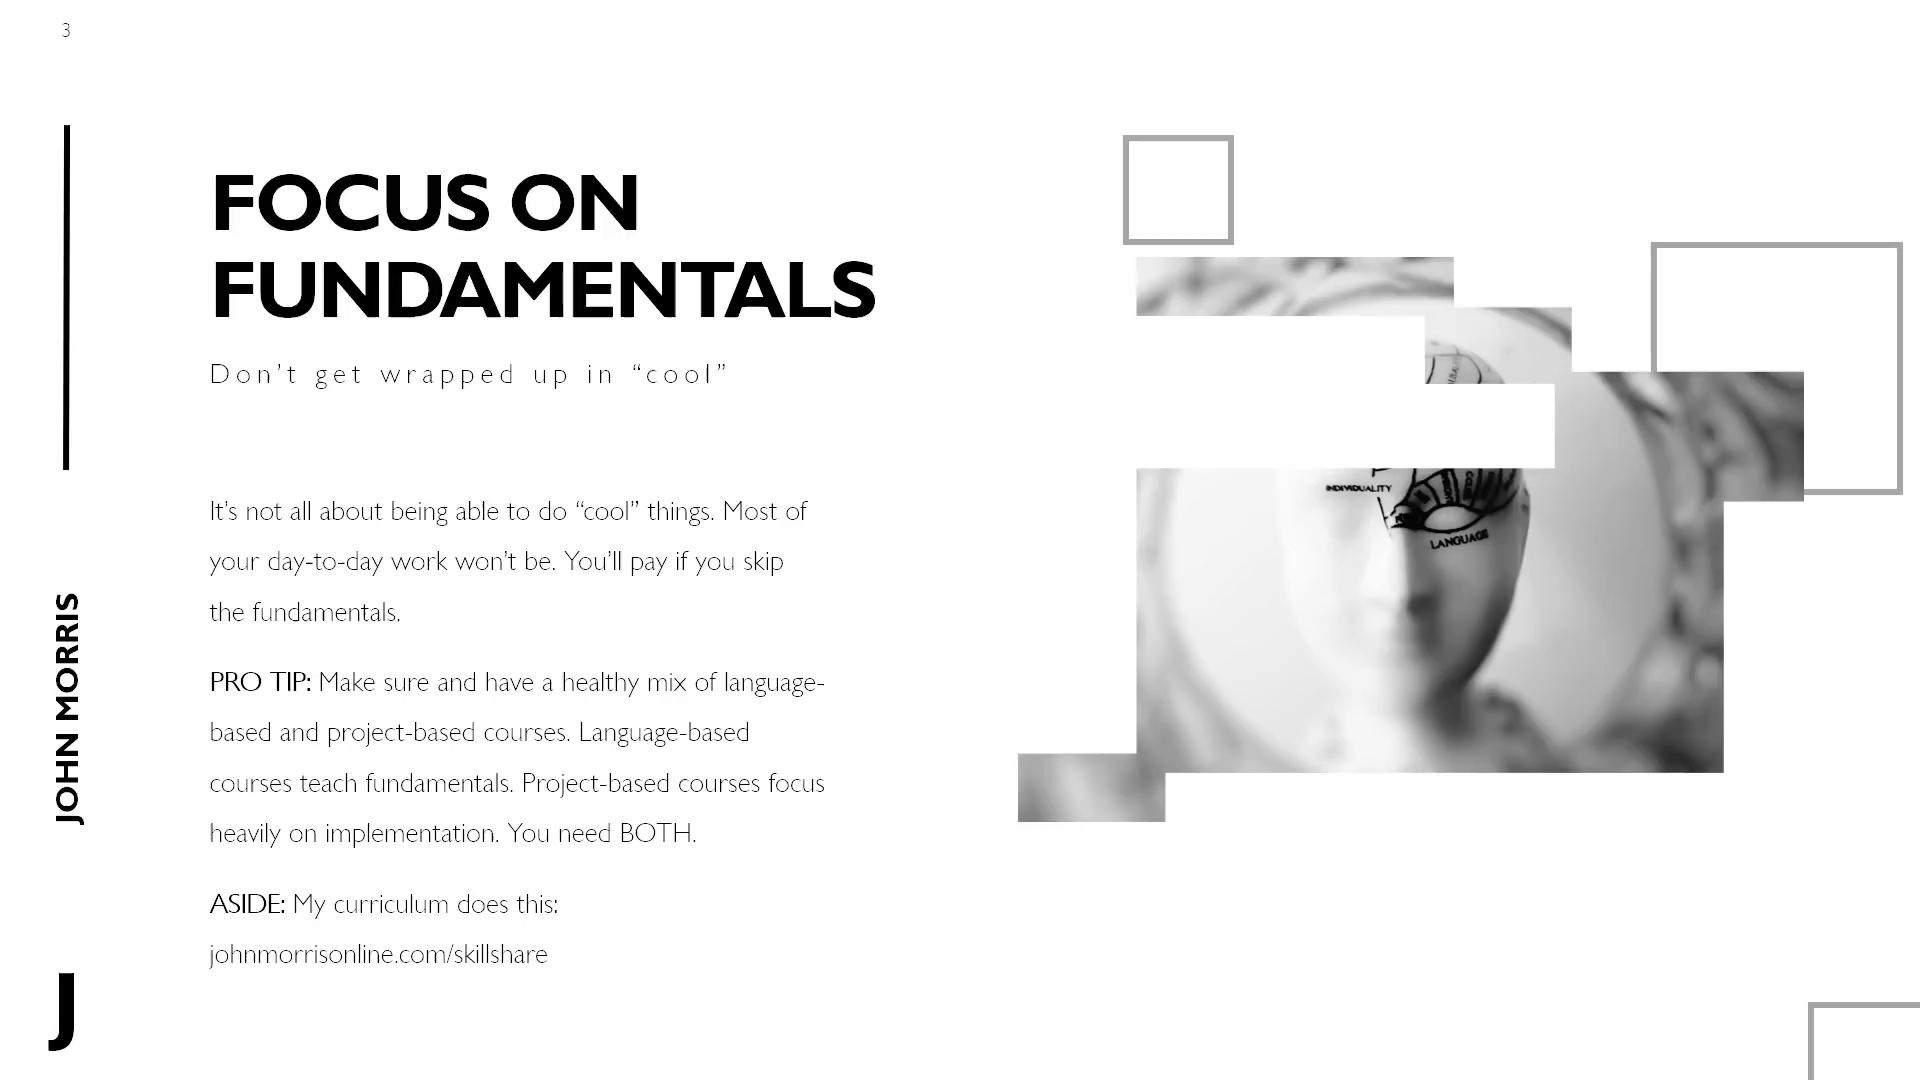 3
FOCUS ON
FUNDAMENTALS
Don’t get wrapped up in “cool”
It’s not all about being able to do “cool” things. Most of
your day-to-day work won’t be. You’ll pay if you skip
the fundamentals.
PRO TIP: Make sure and have a healthy mix of language-
based and project-based courses. Language-based
courses teach fundamentals. Project-based courses focus
heavily on implementation. You need BOTH.
ASIDE: My curriculum does this:
johnmorrisonline.com/skillshare
JOHN MORRIS
J
INDIVIDUALITY
LANGUAGE